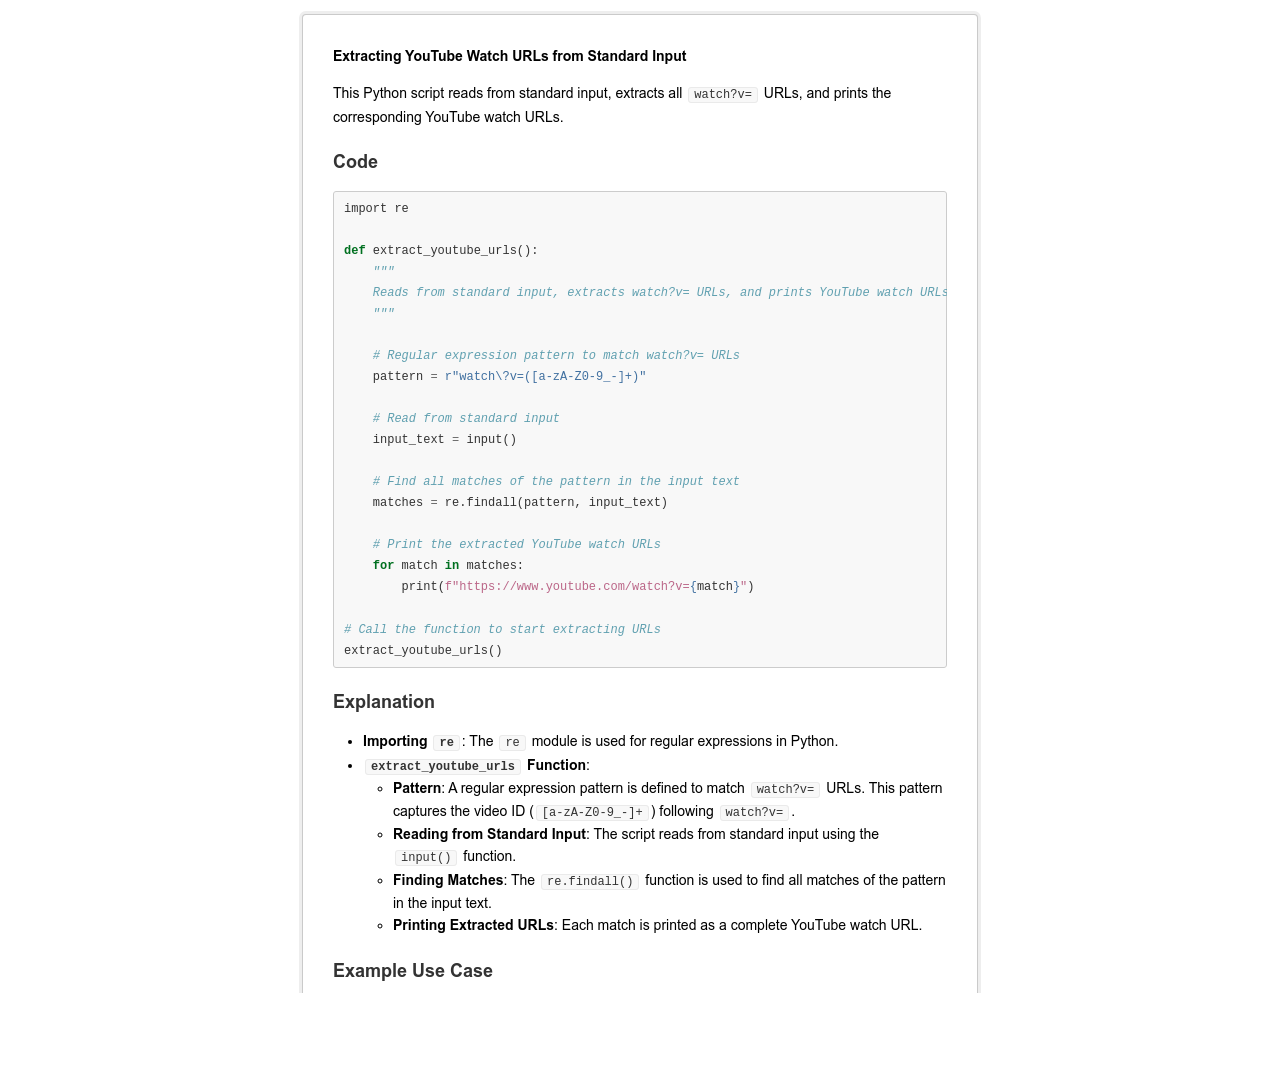 Extracting YouTube Watch URLs from Standard Input
This Python script reads from standard input, extracts all watch?v= URLs, and prints the
corresponding YouTube watch URLs.
Code
import re
def extract_youtube_urls():
"""
Reads from standard input, extracts watch?v= URLs, and prints YouTube watch URLs
"""
# Regular expression pattern to match watch?v= URLs
pattern = r"watch\?v=([a-zA-Z0-9_-]+)"
# Read from standard input
input_text = input()
# Find all matches of the pattern in the input text
matches = re.findall(pattern, input_text)
# Print the extracted YouTube watch URLs
for match in matches:
print(f"https://www.youtube.com/watch?v={match}")
# Call the function to start extracting URLs
extract_youtube_urls()
Explanation
• Importing re: The re module is used for regular expressions in Python.
• extract_youtube_urls Function:
◦ Pattern: A regular expression pattern is defined to match watch?v= URLs. This pattern
captures the video ID ([a-zA-Z0-9_-]+) following watch?v=.
◦ Reading from Standard Input: The script reads from standard input using the
input() function.
◦ Finding Matches: The re.findall() function is used to find all matches of the pattern
in the input text.
◦ Printing Extracted URLs: Each match is printed as a complete YouTube watch URL.
Example Use Case